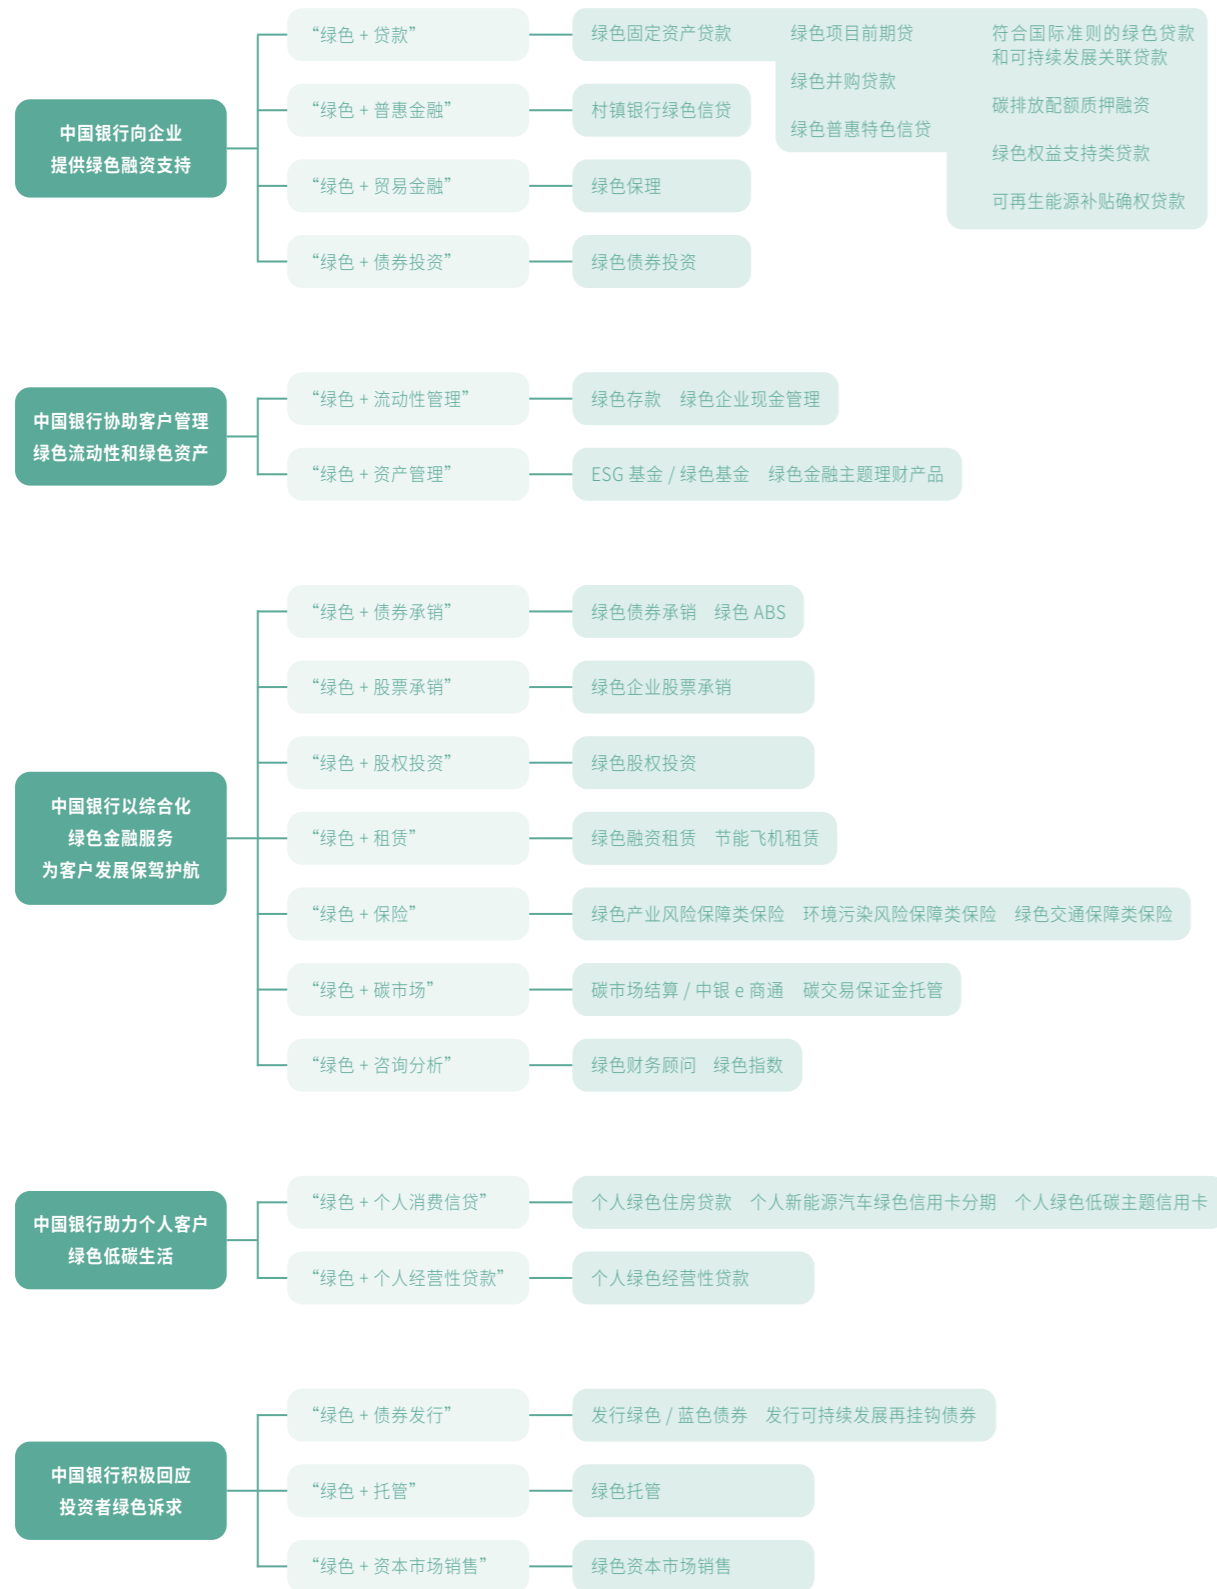 中国银行向企业
提供绿色融资支持
“绿色 + 贷款”
绿色固定资产贷款
绿色项目前期贷
绿色并购贷款
绿色普惠特色信贷
符合国际准则的绿色贷款
和可持续发展关联贷款
碳排放配额质押融资
绿色权益支持类贷款
可再生能源补贴确权贷款
“绿色 + 普惠金融”
村镇银行绿色信贷
“绿色 + 贸易金融”
绿色保理
“绿色 + 债券投资”
绿色债券投资
中国银行协助客户管理
绿色流动性和绿色资产
“绿色 + 流动性管理”
绿色存款 绿色企业现金管理
“绿色 + 资产管理”
ESG 基金 / 绿色基金 绿色金融主题理财产品
中国银行以综合化
绿色金融服务
为客户发展保驾护航
“绿色 + 债券承销”
绿色债券承销 绿色 ABS
“绿色 + 股票承销”
绿色企业股票承销
“绿色 + 股权投资”
绿色股权投资
“绿色 + 租赁”
绿色融资租赁 节能飞机租赁
“绿色 + 保险”
绿色产业风险保障类保险 环境污染风险保障类保险 绿色交通保障类保险
“绿色 + 碳市场”
碳市场结算 / 中银 e 商通 碳交易保证金托管
“绿色 + 咨询分析”
绿色财务顾问 绿色指数
中国银行助力个人客户
绿色低碳生活
“绿色 + 个人消费信贷”
个人绿色住房贷款 个人新能源汽车绿色信用卡分期 个人绿色低碳主题信用卡
“绿色 + 个人经营性贷款”
个人绿色经营性贷款
中国银行积极回应
投资者绿色诉求
“绿色 + 债券发行”
发行绿色 / 蓝色债券 发行可持续发展再挂钩债券
“绿色 + 托管”
绿色托管
“绿色 + 资本市场销售”
绿色资本市场销售